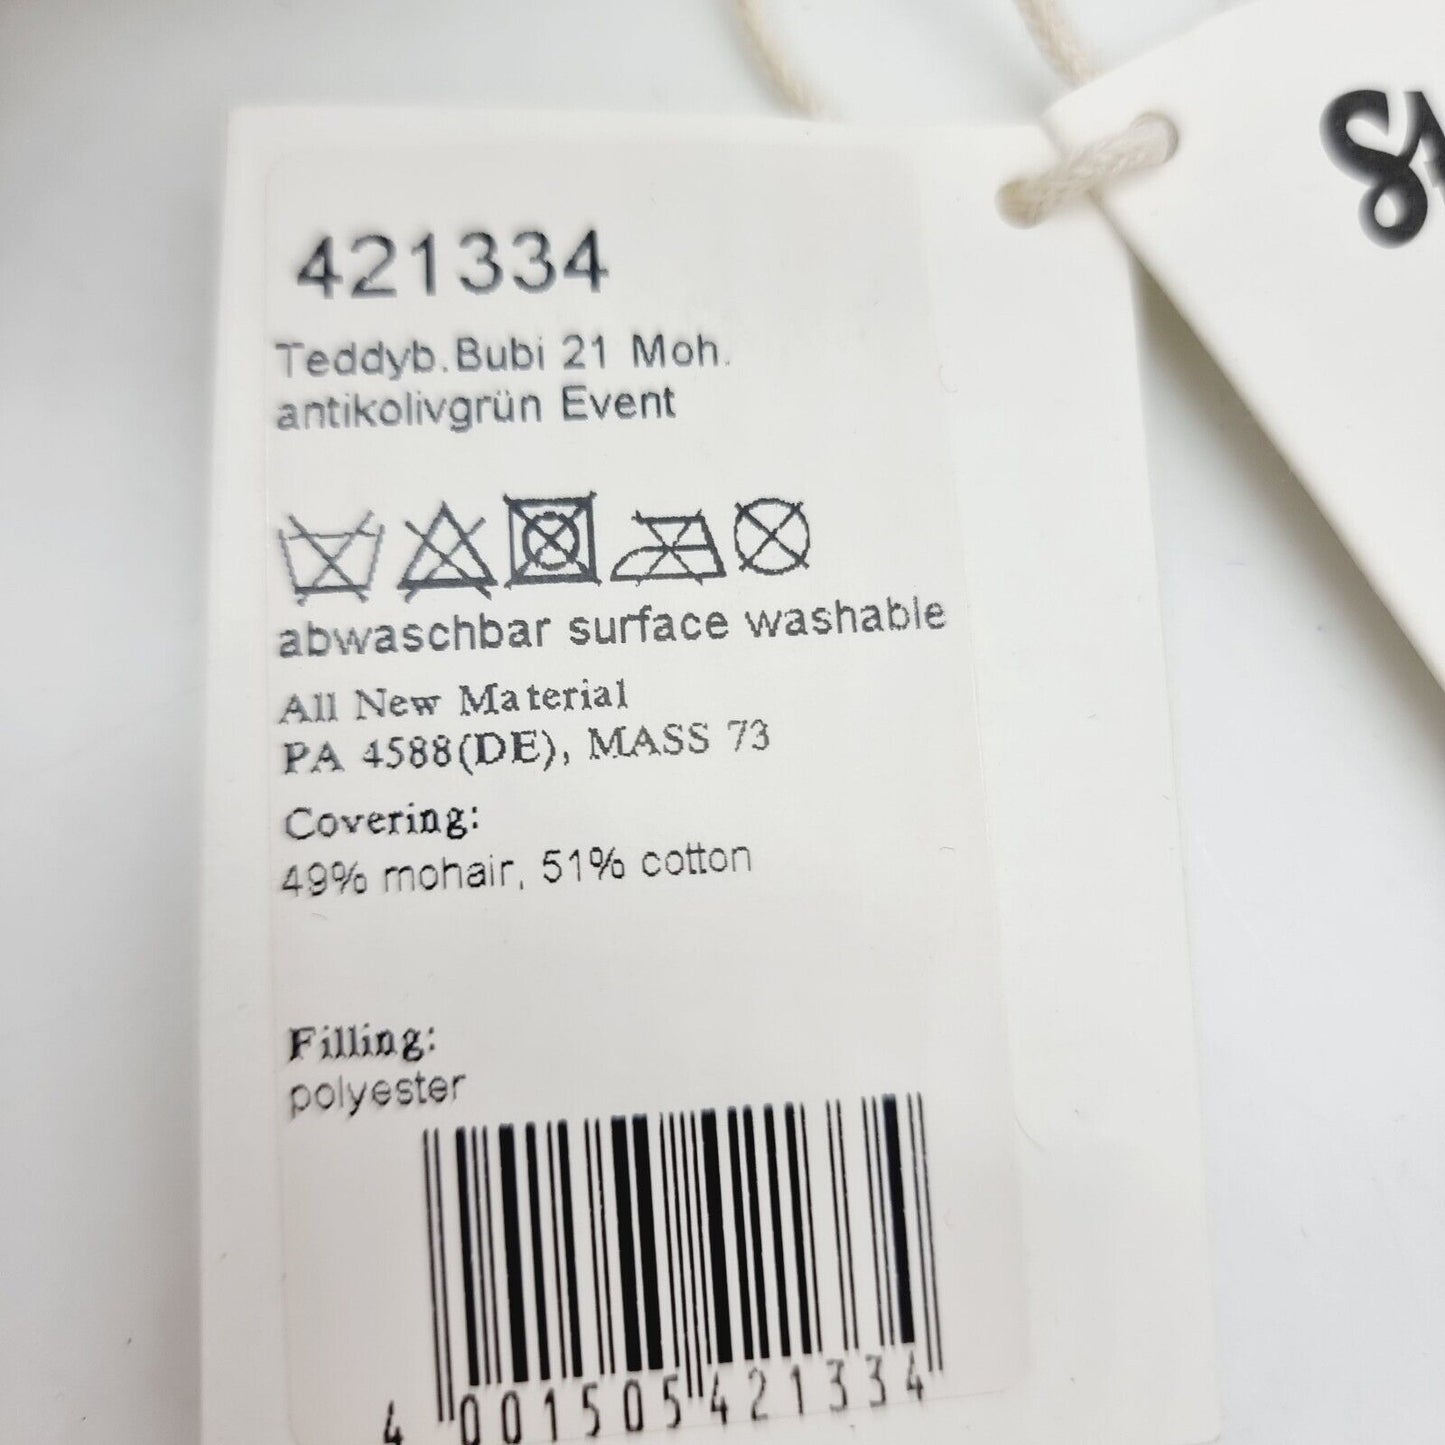 421334
Teddyb.Bubi 21 Moh.
antikolivgrün Event
abwaschbar surface washable
All New Material
PA 4588(DE), MASS 73
Covering:
49% mohair, 51% cotton
Filling:
polyester
4 001505 421334